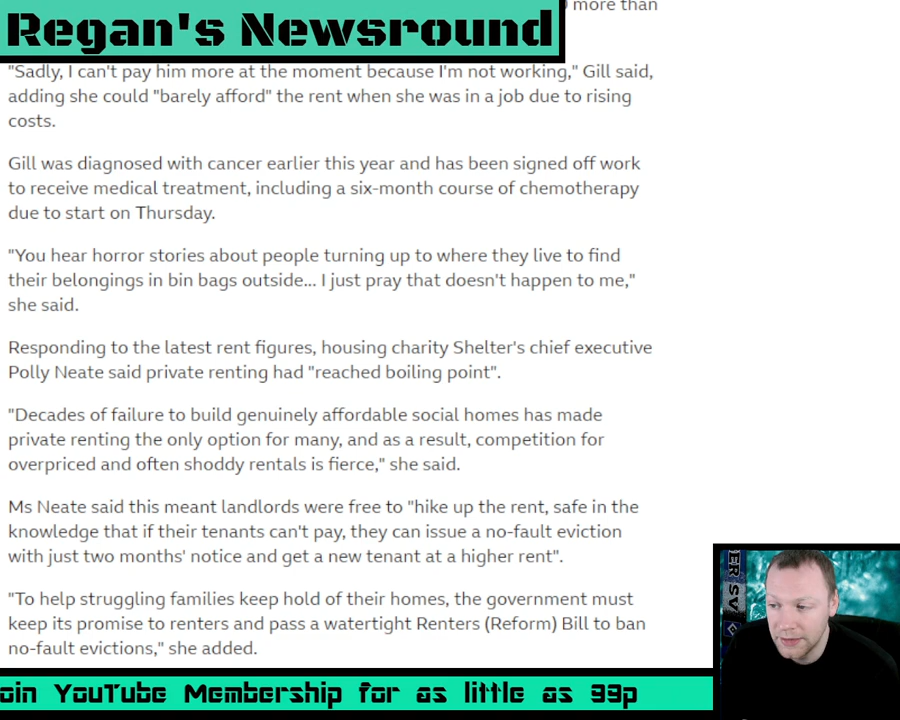 more than
Regan's Newsround
"Sadly, I can't pay him more at the moment because I'm not working," Gill said,
adding she could "barely afford" the rent when she was in a job due to rising
costs.
Gill was diagnosed with cancer earlier this year and has been signed off work
to receive medical treatment, including a six-month course of chemotherapy
due to start on Thursday.
"You hear horror stories about people turning up to where they live to find
their belongings in bin bags outside... I just pray that doesn't happen to me,"
she said.
Responding to the latest rent figures, housing charity Shelter's chief executive
Polly Neate said private renting had "reached boiling point".
"Decades of failure to build genuinely affordable social homes has made
private renting the only option for many, and as a result, competition for
overpriced and often shoddy rentals is fierce," she said.
Ms Neate said this meant landlords were free to "hike up the rent, safe in the
knowledge that if their tenants can't pay, they can issue a no-fault eviction
with just two months' notice and get a new tenant at a higher rent".
"To help struggling families keep hold of their homes, the government must
keep its promise to renters and pass a watertight Renters (Reform) Bill to ban
no-fault evictions," she added.
oin YouTube Membership for as little as 99p